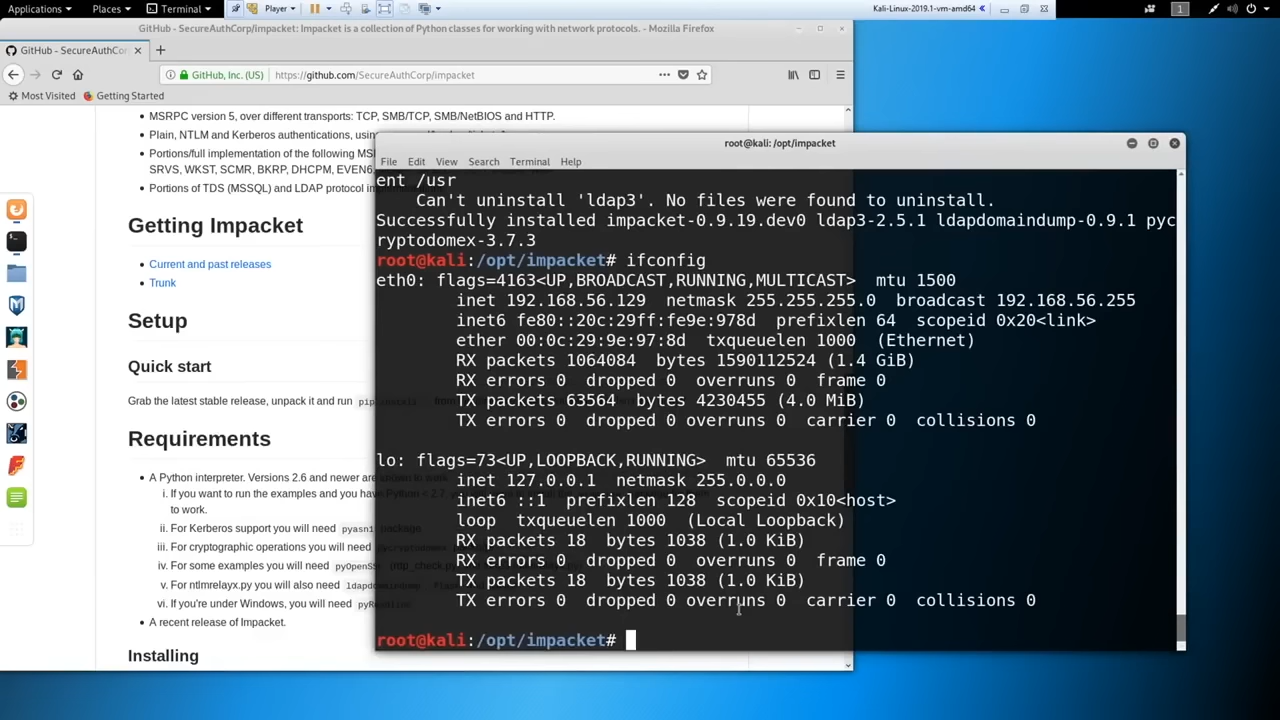 Applications
Places
Terminal
Player
Kali-Linux-2019.1-vm-amd64
1
GitHub - SecureAuthCorp/impacket: Impacket is a collection of Python classes for working with network protocols. - Mozilla Firefox
GitHub - SecureAuthCorp
GitHub, Inc. (US)
https://github.com/SecureAuthCorp/impacket
Most Visited
Getting Started
MSRPC version 5, over different transports: TCP, SMB/TCP, SMB/NetBIOS and HTTP.
Plain, NTLM and Kerberos authentications, using
Portions/full implementation of the following MS
SRVS, WKST, SCMR, BKRP, DHCPM, EVEN6
Portions of TDS (MSSQL) and LDAP protocol
Getting Impacket
Current and past releases
Trunk
Setup
Quick start
Grab the latest stable release, unpack it and run
Requirements
A Python interpreter. Versions 2.6 and newer are known to work
i. If you want to run the examples and you have Python < 2.7
to work.
ii. For Kerberos support you will need pyasn1 package
iii. For cryptographic operations you will need
iv. For some examples you will need pyOpenSS (rdp_check.py
v. For ntlmrelayx.py you will also need ldapdomaindump
vi. If you're under Windows, you will need pyReadline
A recent release of Impacket.
Installing
root@kali: /opt/impacket
File Edit View Search Terminal Help
ent /usr
Can't uninstall 'ldap3'. No files were found to uninstall.
Successfully installed impacket-0.9.19.dev0 ldap3-2.5.1 ldapdomaindump-0.9.1 pyc
ryptodomex-3.7.3
root@kali:/opt/impacket# ifconfig
eth0: flags=4163<UP,BROADCAST,RUNNING,MULTICAST>  mtu 1500
inet 192.168.56.129  netmask 255.255.255.0  broadcast 192.168.56.255
inet6 fe80::20c:29ff:fe9e:978d  prefixlen 64  scopeid 0x20<link>
ether 00:0c:29:9e:97:8d  txqueuelen 1000  (Ethernet)
RX packets 1064084  bytes 1590112524 (1.4 GiB)
RX errors 0  dropped 0  overruns 0  frame 0
TX packets 63564  bytes 4230455 (4.0 MiB)
TX errors 0  dropped 0 overruns 0  carrier 0  collisions 0
lo: flags=73<UP,LOOPBACK,RUNNING>  mtu 65536
inet 127.0.0.1  netmask 255.0.0.0
inet6 ::1  prefixlen 128  scopeid 0x10<host>
loop  txqueuelen 1000  (Local Loopback)
RX packets 18  bytes 1038 (1.0 KiB)
RX errors 0  dropped 0  overruns 0  frame 0
TX packets 18  bytes 1038 (1.0 KiB)
TX errors 0  dropped 0 overruns 0  carrier 0  collisions 0
root@kali:/opt/impacket#